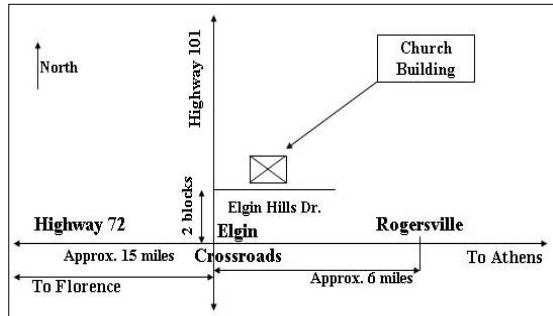 Church
Building
North
Highway 101
2 blocks
Elgin Hills Dr.
Highway 72
Elgin
Rogersville
Approx. 15 miles
Crossroads
To Athens
To Florence
Approx. 6 miles